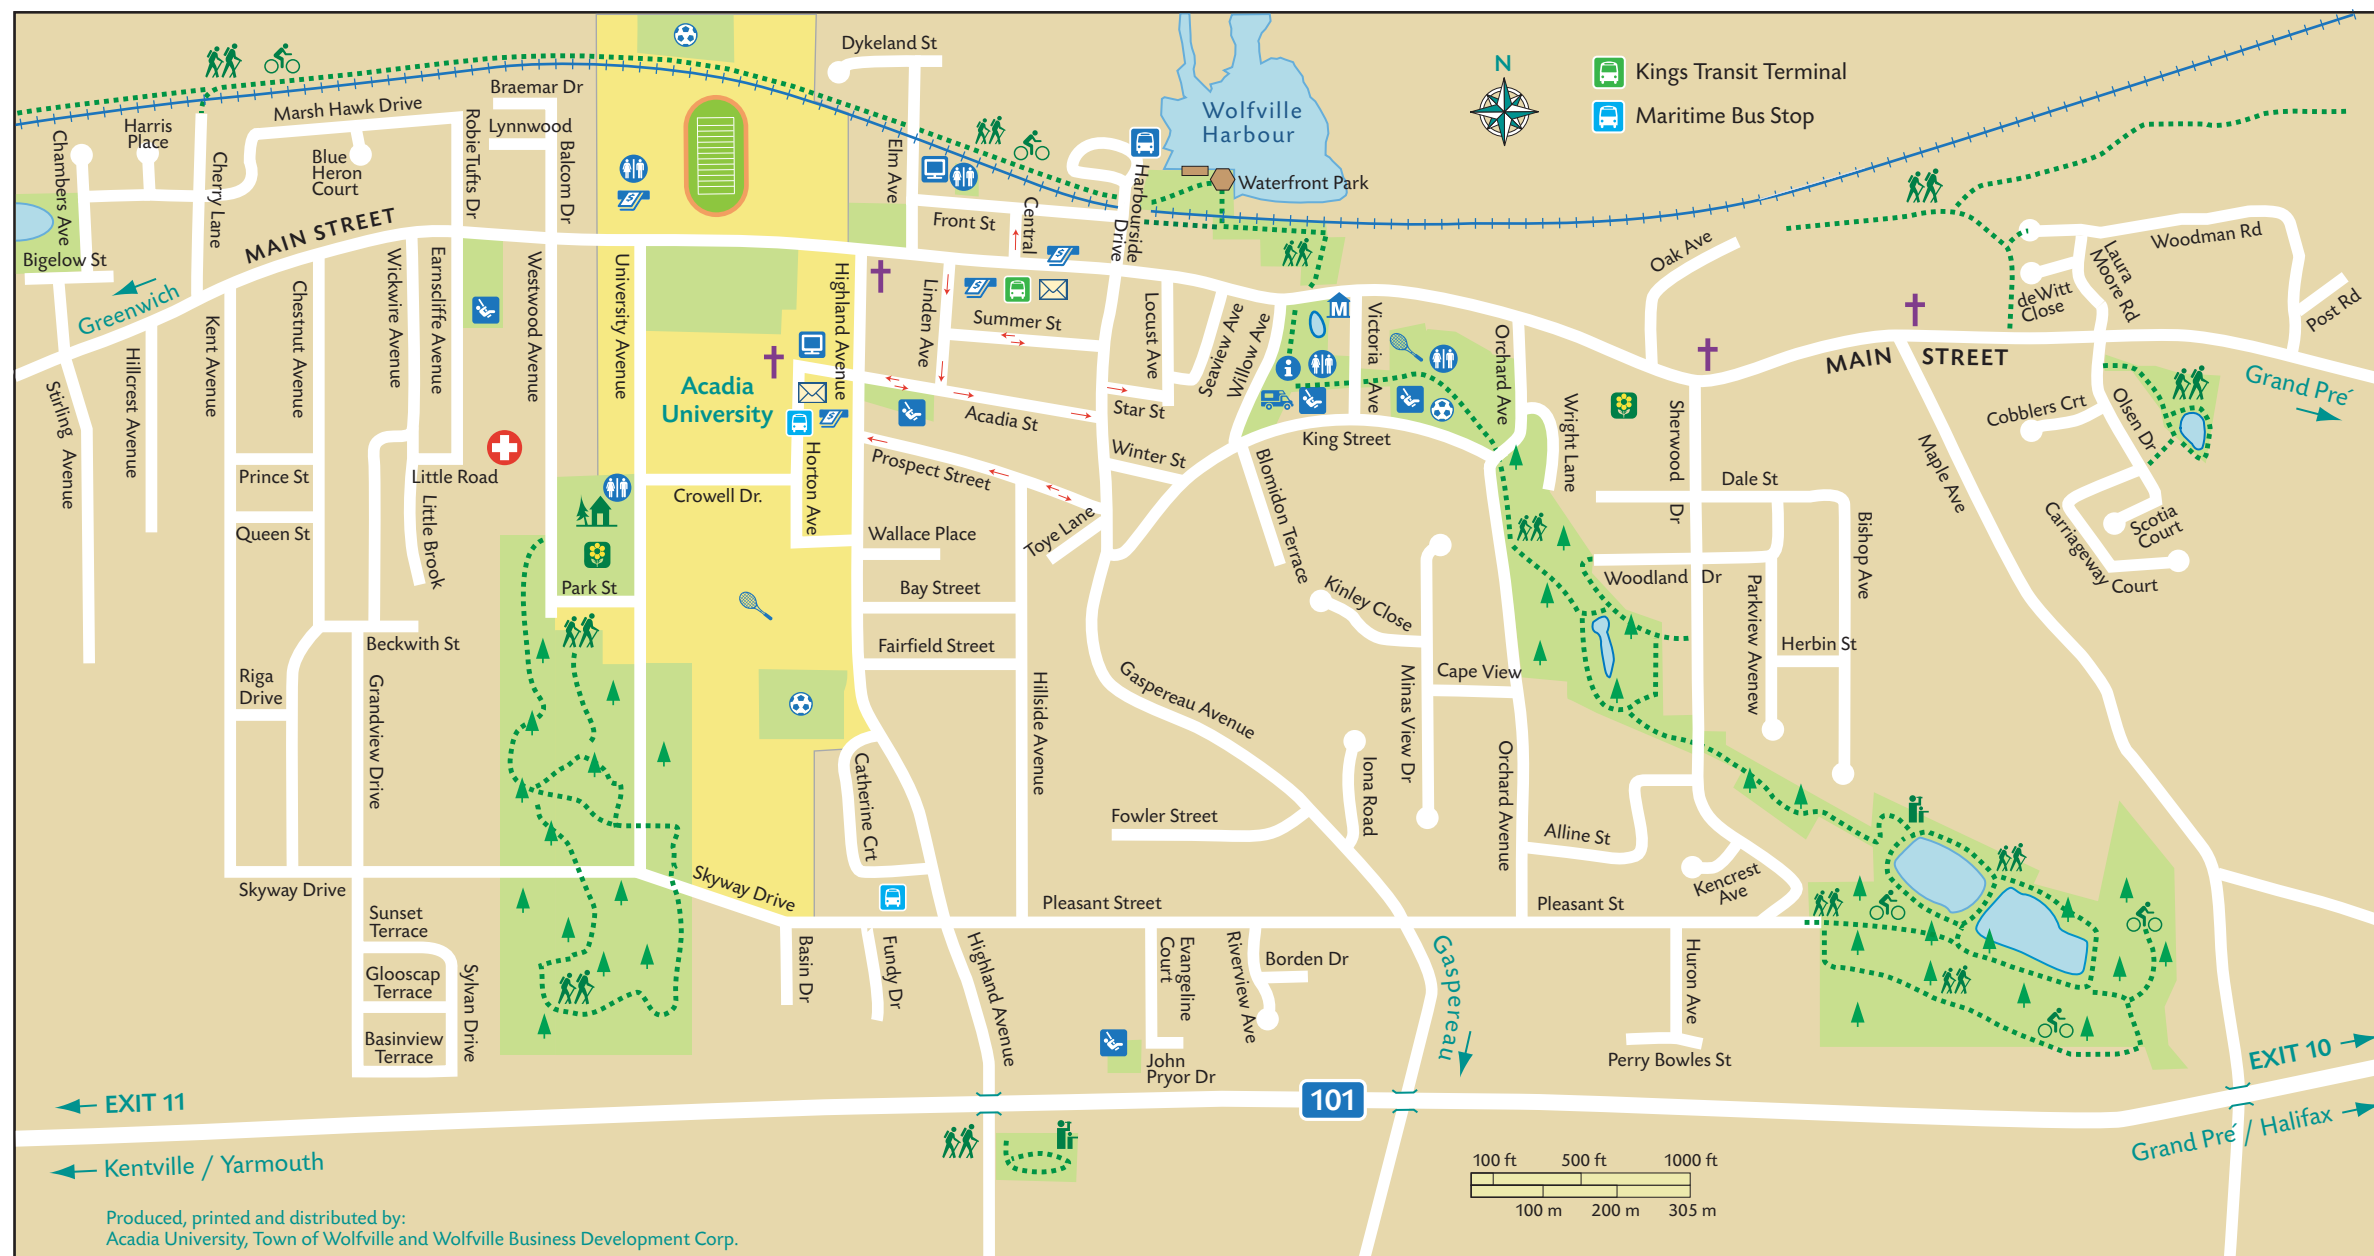 Dykeland St
N
Kings Transit Terminal
Maritime Bus Stop
Braemar Dr
Marsh Hawk Drive
Robie Tufts Dr
Lynnwood
Balcom Dr
Harris
Place
Blue
Heron
Court
Chambers Ave
Cherry Lane
Elm Ave
Wolfville
Harbour
Waterfront Park
Harbourside
Drive
Front St
Central
MAIN STREET
Bigelow St
Greenwich
Kent Avenue
Hillcrest Avenue
Stirling Avenue
Chestnut Avenue
Wickwire Avenue
Earnscliffe Avenue
Westwood Avenue
University Avenue
Highland Avenue
Linden Ave
Summer St
Locust Ave
Seaview Ave
Willow Ave
M
i
Victoria Ave
Orchard Ave
Oak Ave
Woodman Rd
Laura
Moore Rd
deWitt
Close
Post Rd
MAIN STREET
Grand Pré
Acadia
University
Acadia St
Star St
King Street
Wright Lane
Sherwood Dr
Cobblers Crt
Olsen Dr
Maple Ave
Prince St
Little Road
Queen St
Little Brook
Crowell Dr.
Horton Ave
Prospect Street
Winter St
Toye Lane
Blomidon Terrace
Dale St
Bishop Ave
Scotia
Court
Carriageway
Court
Wallace Place
Bay Street
Park St
Kinley Close
Woodland Dr
Parkview Avenew
Herbin St
Beckwith St
Fairfield Street
Riga
Drive
Grandview Drive
Hillside Avenue
Gaspereau Avenue
Minas View Dr
Cape View
Catherine Crt
Fowler Street
Iona Road
Orchard Avenue
Alline St
Kencrest
Ave
Skyway Drive
Skyway Drive
Pleasant Street
Pleasant St
Sunset
Terrace
Glooscap
Terrace
Sylvan Drive
Basinview
Terrace
Basin Dr
Fundy Dr
Highland Avenue
Evangeline
Court
Riverview Ave
Borden Dr
John
Pryor Dr
Gaspereau
Huron Ave
Perry Bowles St
EXIT 11
101
EXIT 10
Kentville / Yarmouth
Grand Pré / Halifax
100 ft
500 ft
1000 ft
100 m
200 m
305 m
Produced, printed and distributed by:
Acadia University, Town of Wolfville and Wolfville Business Development Corp.